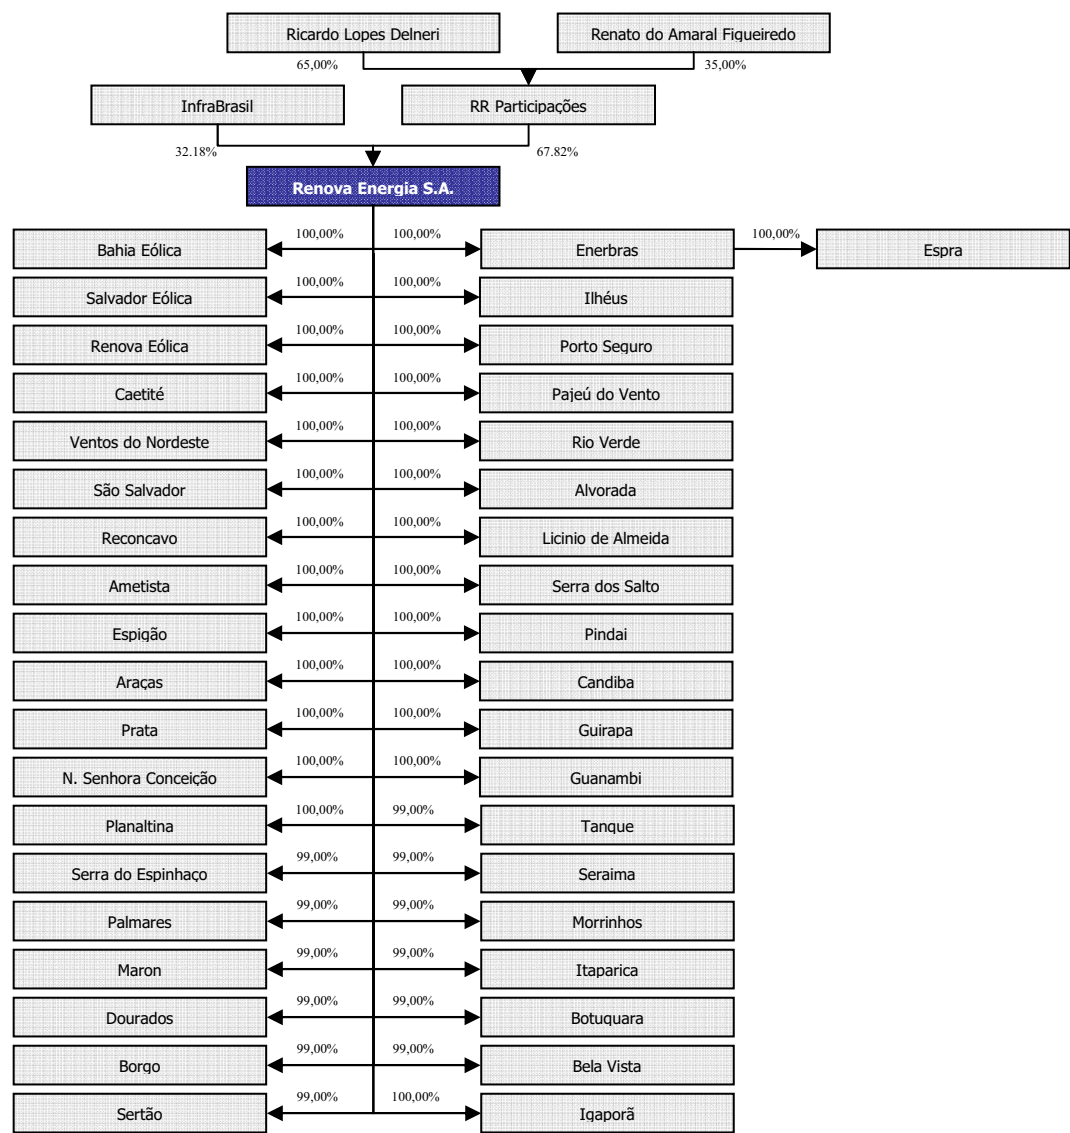 Ricardo Lopes Delneri
Renato do Amaral Figueiredo
65,00%
35,00%
InfraBrasil
RR Participações
32.18%
67.82%
Renova Energia S.A.
100,00%
100,00%
100,00%
Bahia Eólica
Enerbras
Espra
100,00%
100,00%
Salvador Eólica
Ilhéus
100,00%
100,00%
Renova Eólica
Porto Seguro
100,00%
100,00%
Caetité
Pajeú do Vento
100,00%
100,00%
Ventos do Nordeste
Rio Verde
100,00%
100,00%
São Salvador
Alvorada
100,00%
100,00%
Reconcavo
Licinio de Almeida
100,00%
100,00%
Ametista
Serra dos Salto
100,00%
100,00%
Espigão
Pindai
100,00%
100,00%
Araças
Candiba
100,00%
100,00%
Prata
Guirapa
100,00%
100,00%
N. Senhora Conceição
Guanambi
100,00%
99,00%
Planaltina
Tanque
99,00%
99,00%
Serra do Espinhaço
Seraima
99,00%
99,00%
Palmares
Morrinhos
99,00%
99,00%
Maron
Itaparica
99,00%
99,00%
Dourados
Botuquara
99,00%
99,00%
Borgo
Bela Vista
99,00%
100,00%
Sertão
Igaporã